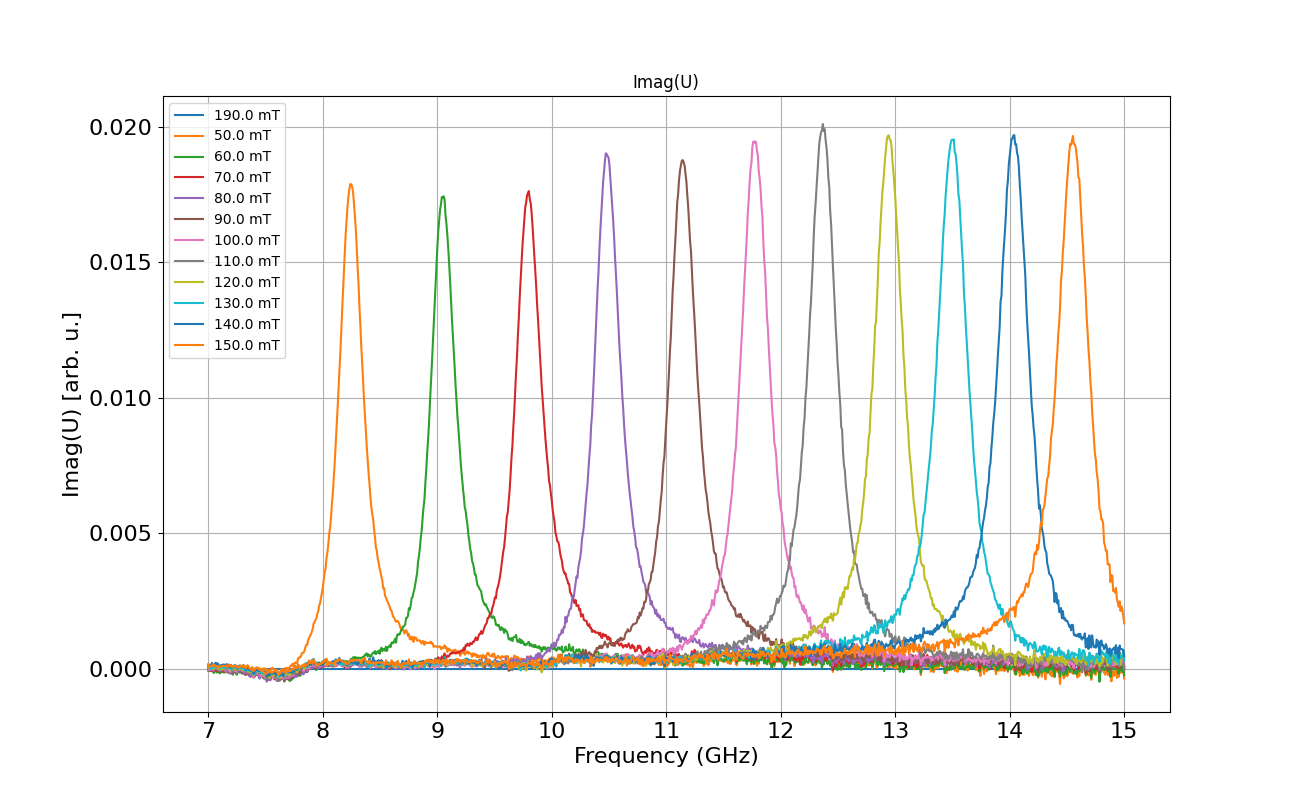 Imag(U)
190.0 mT
50.0 mT
60.0 mT
70.0 mT
80.0 mT
90.0 mT
100.0 mT
110.0 mT
120.0 mT
130.0 mT
140.0 mT
150.0 mT
0.020
0.015
0.010
0.005
0.000
Imag(U) [arb. u.]
7 8 9 10 11 12 13 14 15
Frequency (GHz)